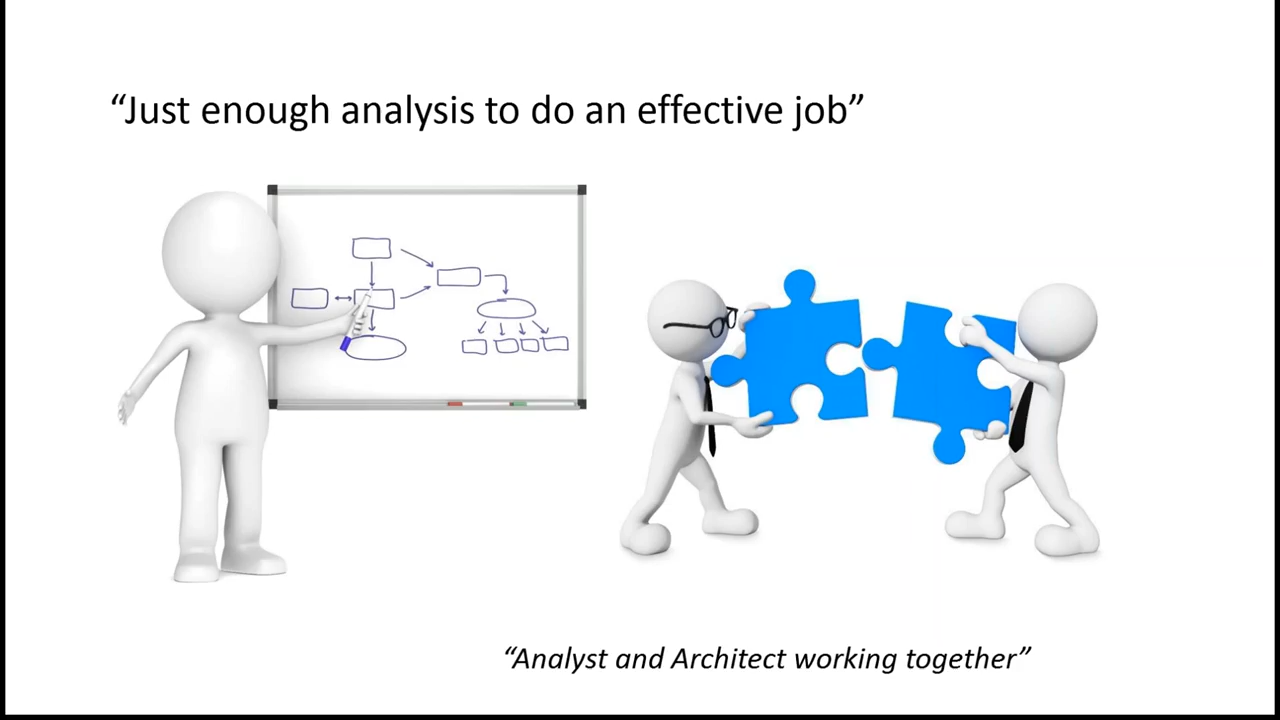 “Just enough analysis to do an effective job”
“Analyst and Architect working together”